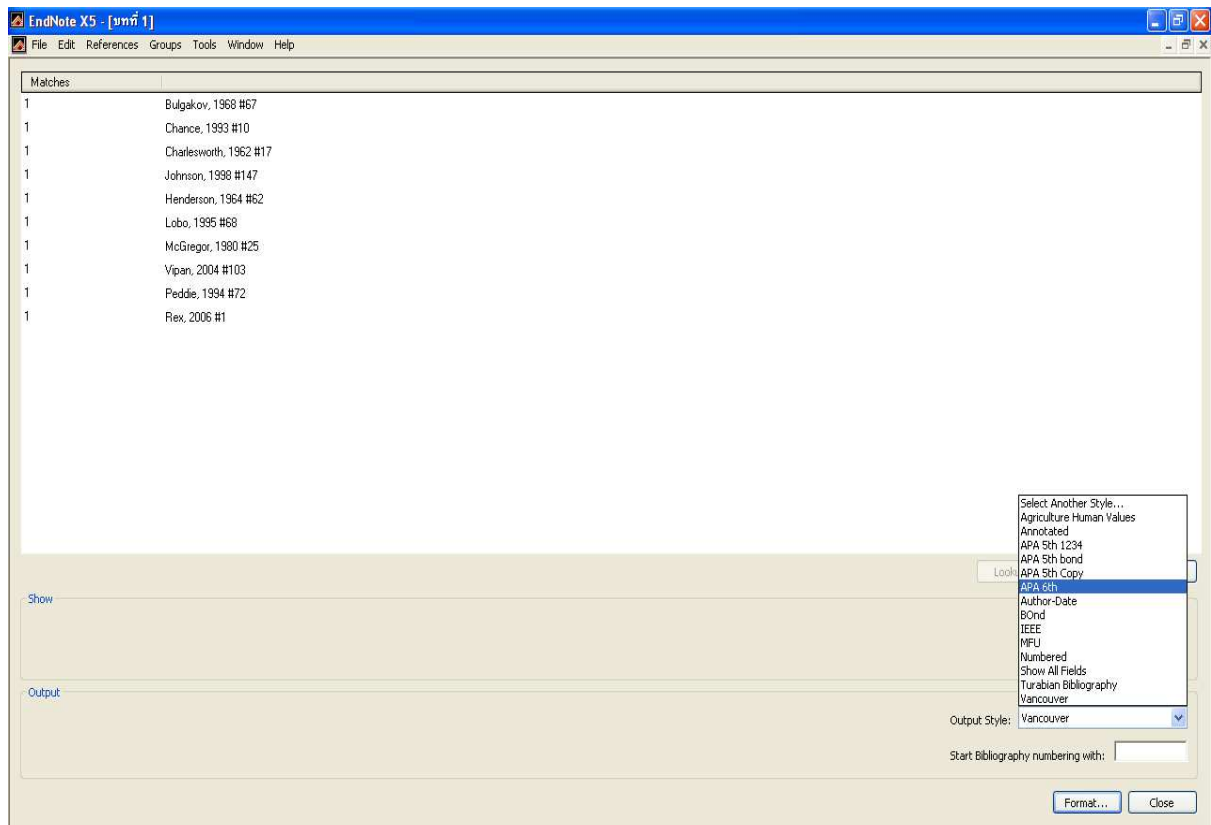 EndNote X5 - [บทที่ 1]
File Edit References Groups Tools Window Help
Matches
1 Bulgakov, 1968 #67
1 Chance, 1993 #10
1 Charlesworth, 1962 #17
1 Johnson, 1998 #147
1 Henderson, 1964 #62
1 Lobo, 1995 #68
1 McGregor, 1980 #25
1 Vipan, 2004 #103
1 Peddie, 1994 #72
1 Rex, 2006 #1
Select Another Style...
Agriculture Human Values
Annotated
APA 5th 1234
APA 5th bond
APA 5th Copy
APA 6th
Author-Date
BOnd
IEEE
MFU
Numbered
Show All Fields
Turabian Bibliography
Vancouver
Show
Output
Output Style: Vancouver
Start Bibliography numbering with:
Format... Close